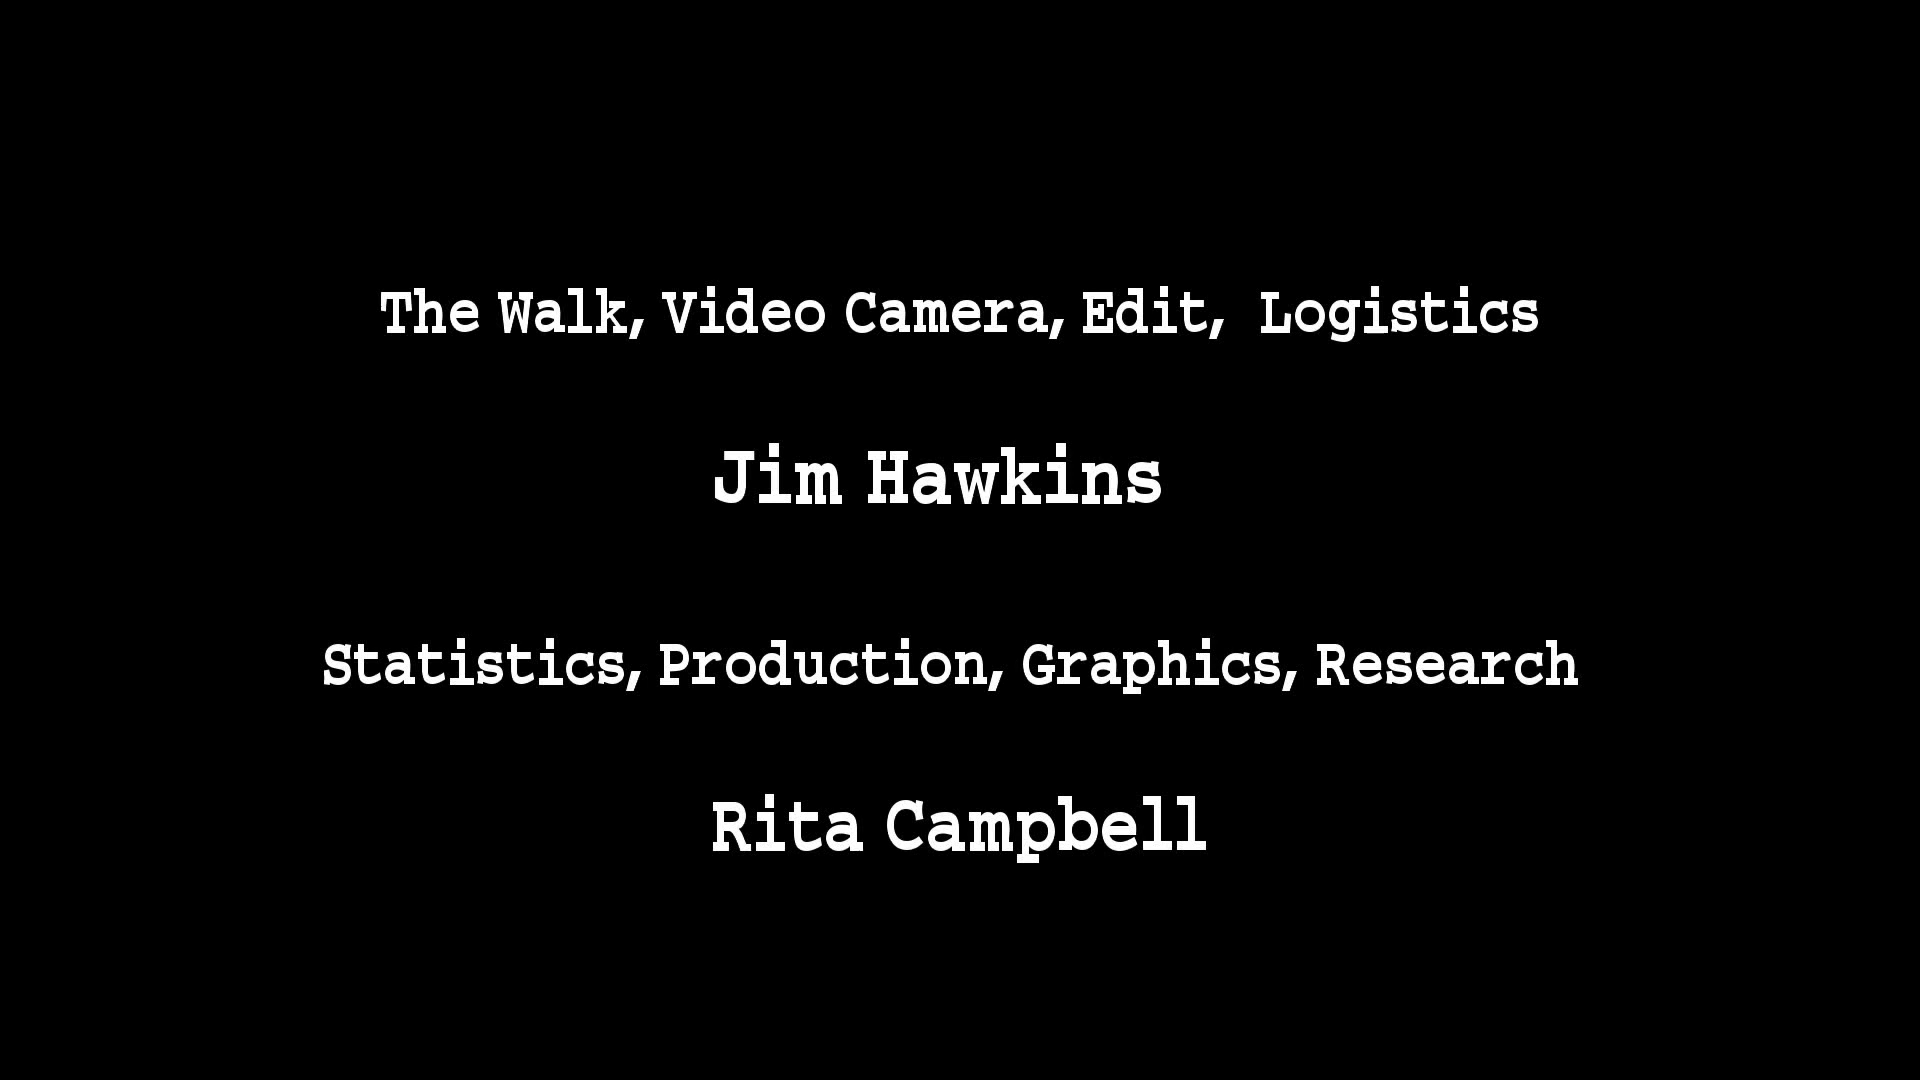 The Walk, Video Camera, Edit, Logistics
Jim Hawkins
Statistics, Production, Graphics, Research
Rita Campbell